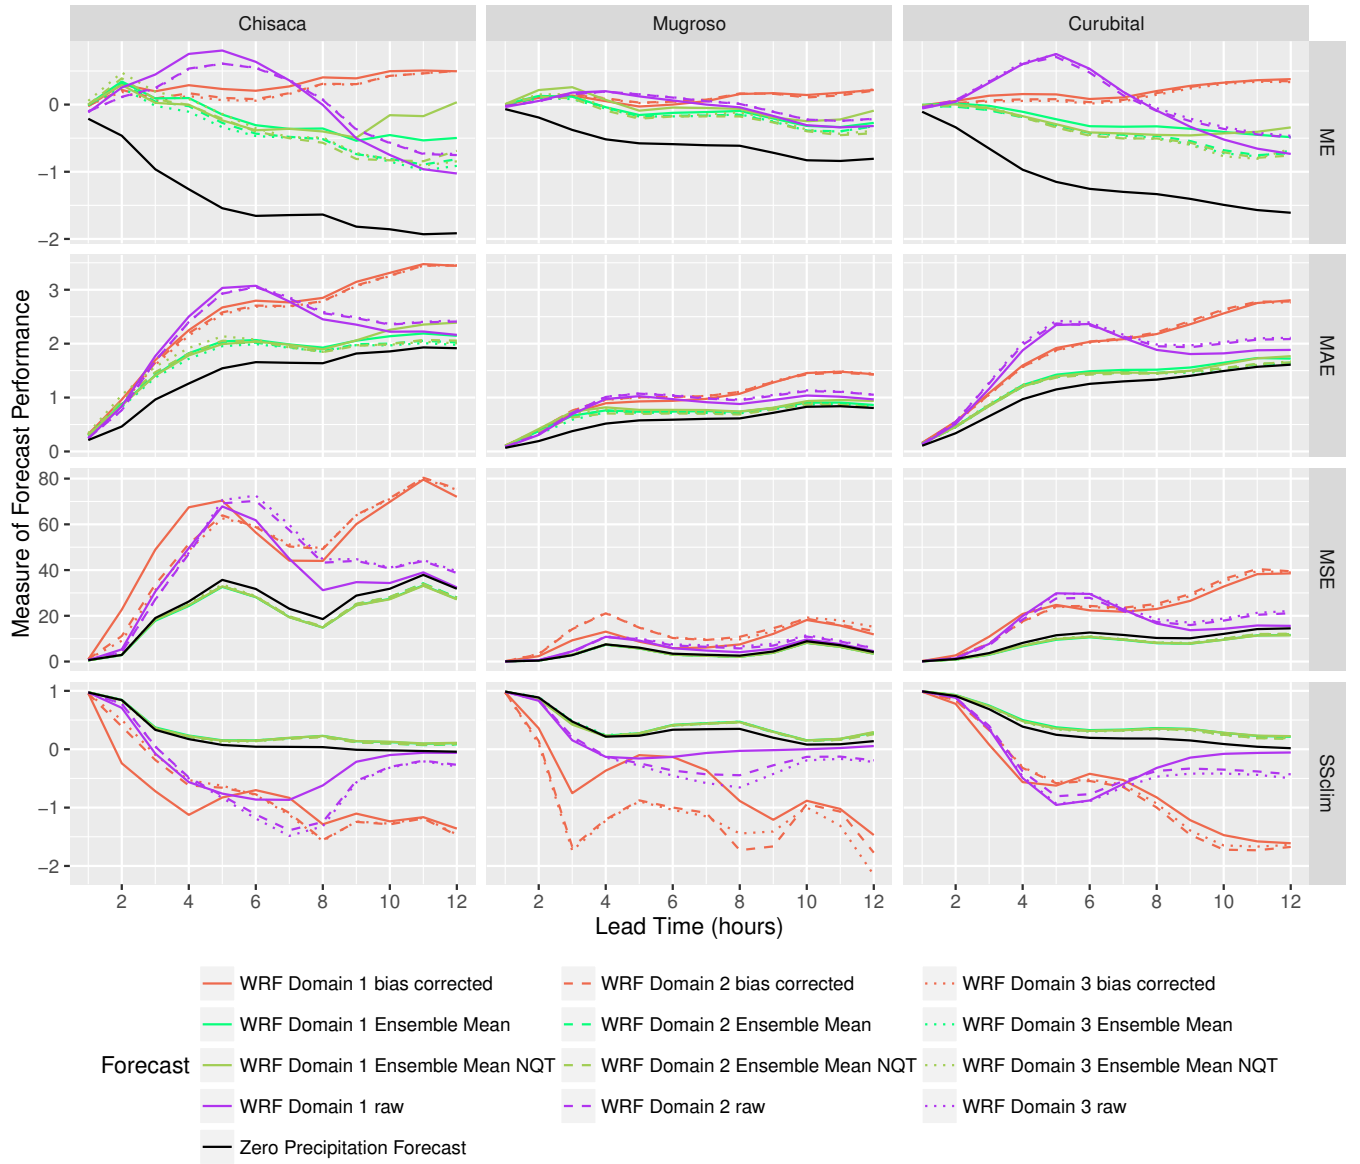 Chisaca Mugroso Curubital
0
−1
−2
ME
3
2
1
0
MAE
80
60
40
20
0
MSE
1
0
−1
−2
SSclim
Measure of Forecast Performance
2 4 6 8 10 12 2 4 6 8 10 12 2 4 6 8 10 12
Lead Time (hours)
WRF Domain 1 bias corrected WRF Domain 2 bias corrected WRF Domain 3 bias corrected
WRF Domain 1 Ensemble Mean WRF Domain 2 Ensemble Mean WRF Domain 3 Ensemble Mean
Forecast WRF Domain 1 Ensemble Mean NQT WRF Domain 2 Ensemble Mean NQT WRF Domain 3 Ensemble Mean NQT
WRF Domain 1 raw WRF Domain 2 raw WRF Domain 3 raw
Zero Precipitation Forecast